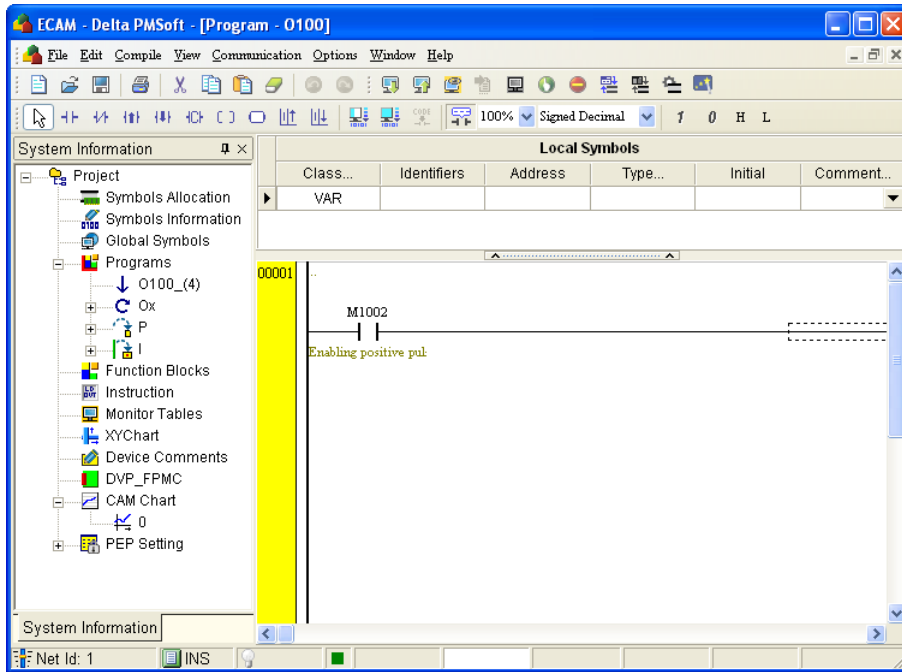 ECAM - Delta PMSoft - [Program - O100]
File Edit Compile View Communication Options Window Help
100% Signed Decimal 1 0 H L
System Information
Local Symbols
Class... Identifiers Address Type... Initial Comment...
VAR
Project
Symbols Allocation
Symbols Information
Global Symbols
Programs
O100_(4)
Ox
P
I
Function Blocks
Instruction
Monitor Tables
XYChart
Device Comments
DVP_FPMC
CAM Chart
0
PEP Setting
00001
M1002
Enabling positive pul
System Information
Net Id: 1 INS